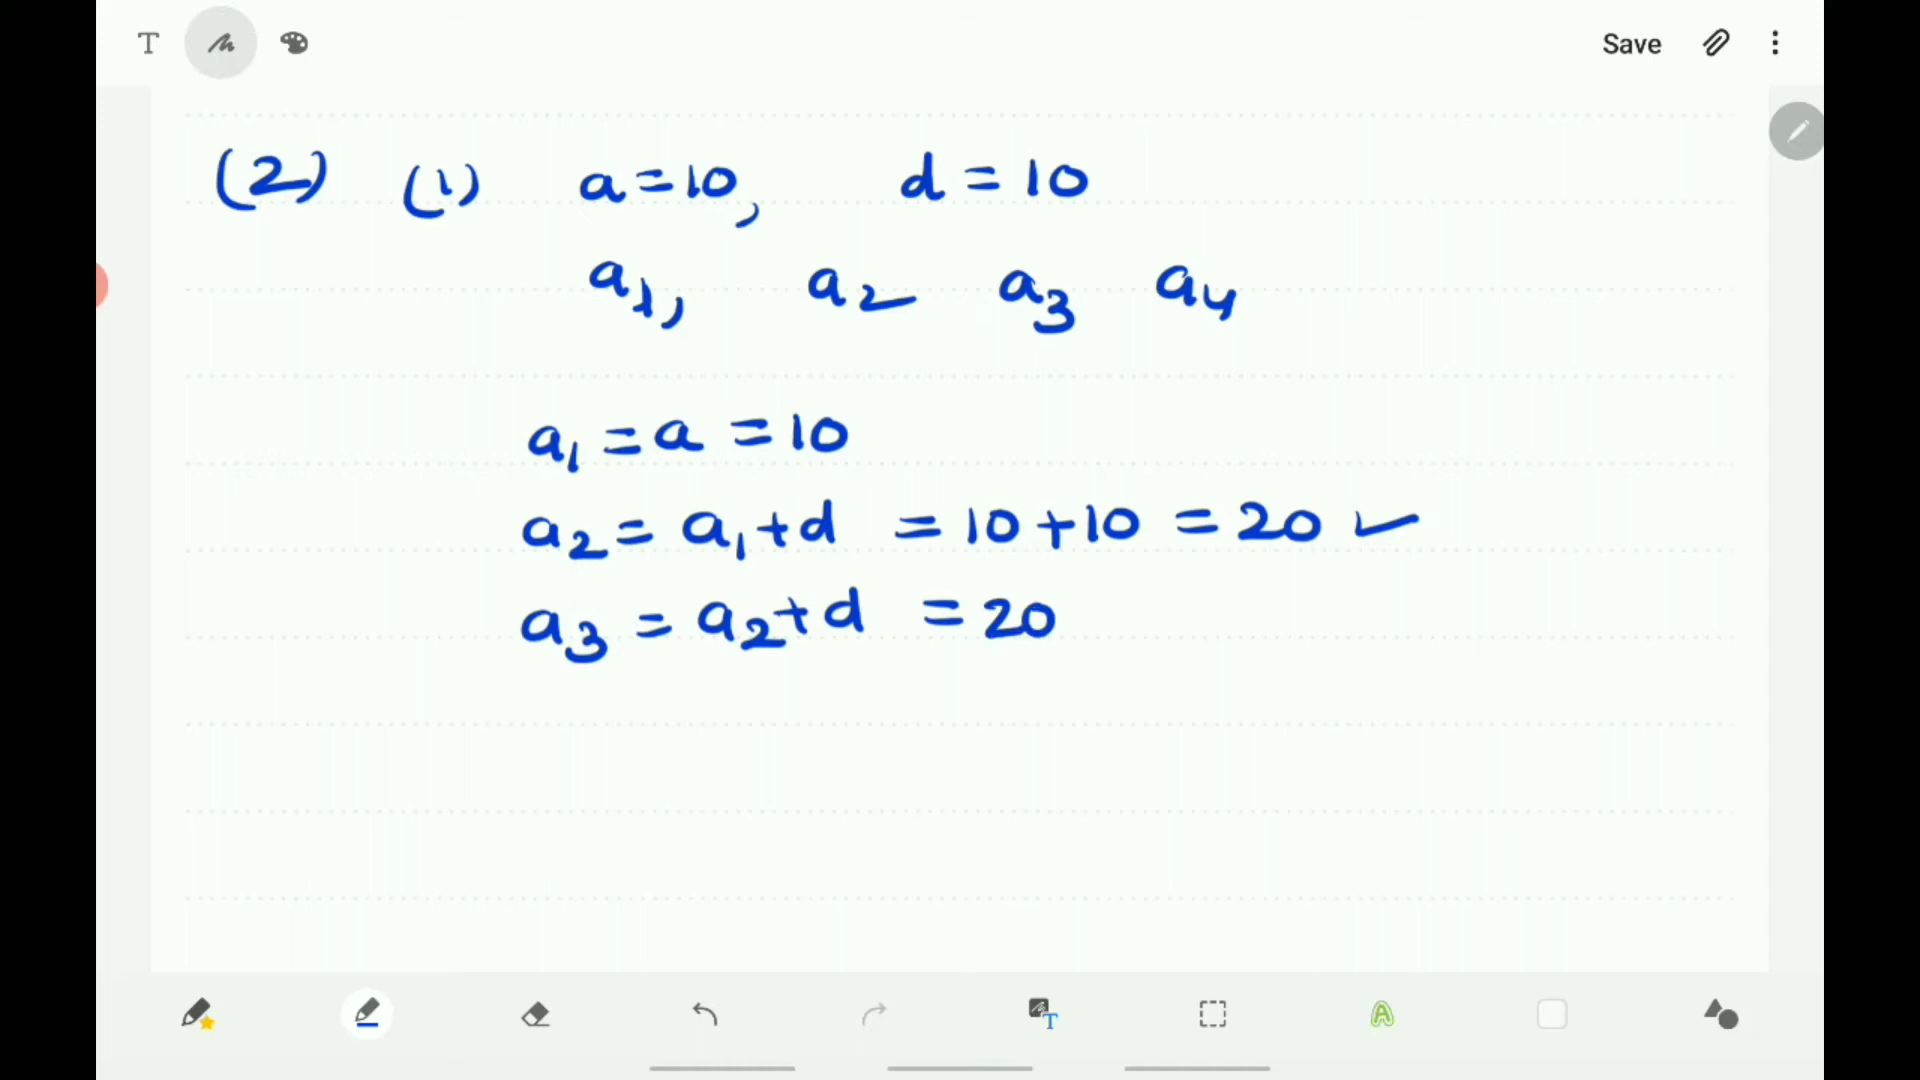 T Save
(2) (1) a=10, d=10
a1, a2 a3 a4
a1 = a = 10
a2 = a1+d = 10+10 = 20 ✓
a3 = a2+d = 20
T A